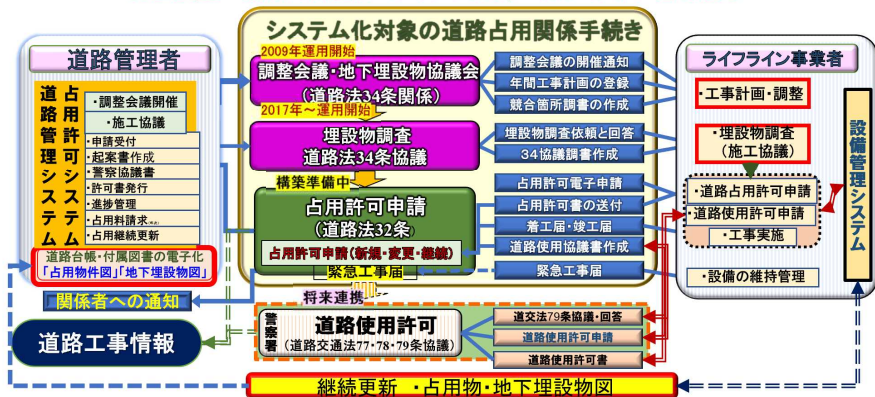 システム化対象の道路占用関係手続き
道路管理者
道路管理システム
占用許可システム
・調整会議開催
・施工協議
・申請受付
・起案書作成
・警察協議書
・許可書発行
・進捗管理
・占用料請求
・占用継続更新
道路台帳・付属図書の電子化
「占用物件図」「地下埋設物図」
関係者への通知
道路工事情報
2009年運用開始
調整会議・地下埋設物協議会
(道路法34条関係)
2017年～運用開始
埋設物調査
道路法34条協議
構築準備中
占用許可申請
(道路法32条)
占用許可申請(新規・変更・継続)
緊急工事届
将来連携
調整会議の開催通知
年間工事計画の登録
競合箇所調書の作成
埋設物調査依頼と回答
34協議調書作成
占用許可電子申請
占用許可書の送付
着工届・竣工届
道路使用協議書作成
緊急工事届
警察署
道路使用許可
(道路交通法77・78・79条協議)
道交法79条協議・回答
道路使用許可申請
道路使用許可書
ライフライン事業者
・工事計画・調整
・埋設物調査
(施工協議)
・道路占用許可申請
・道路使用許可申請
・工事実施
・設備の維持管理
設備管理システム
継続更新 ・占用物・地下埋設物図